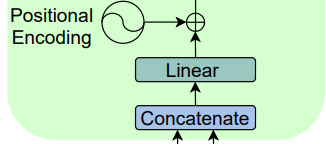 Positional
Encoding
Linear
Concatenate